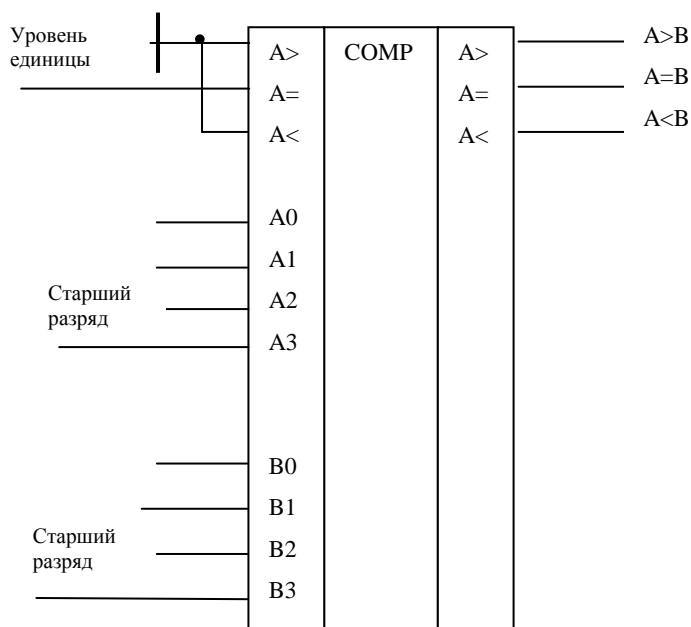 Уровень
единицы
A> COMP A> A>B
A= A= A=B
A< A< A<B
A0
A1
Старший
разряд
A2
A3
B0
B1
Старший
разряд
B2
B3